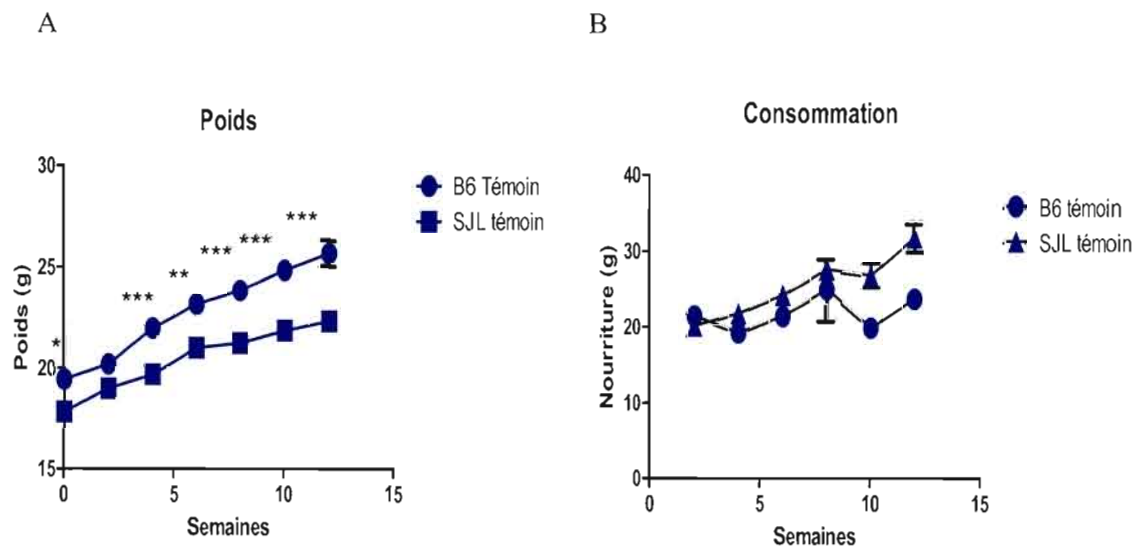 A
B
Poids
Consommation
30
25
20
15
Poids (g)
*
***
**
***
***
***
B6 Témoin
SJL témoin
0
5
10
15
Semaines
40
30
20
10
0
Nourriture (g)
B6 témoin
SJL témoin
0
5
10
15
Semaines